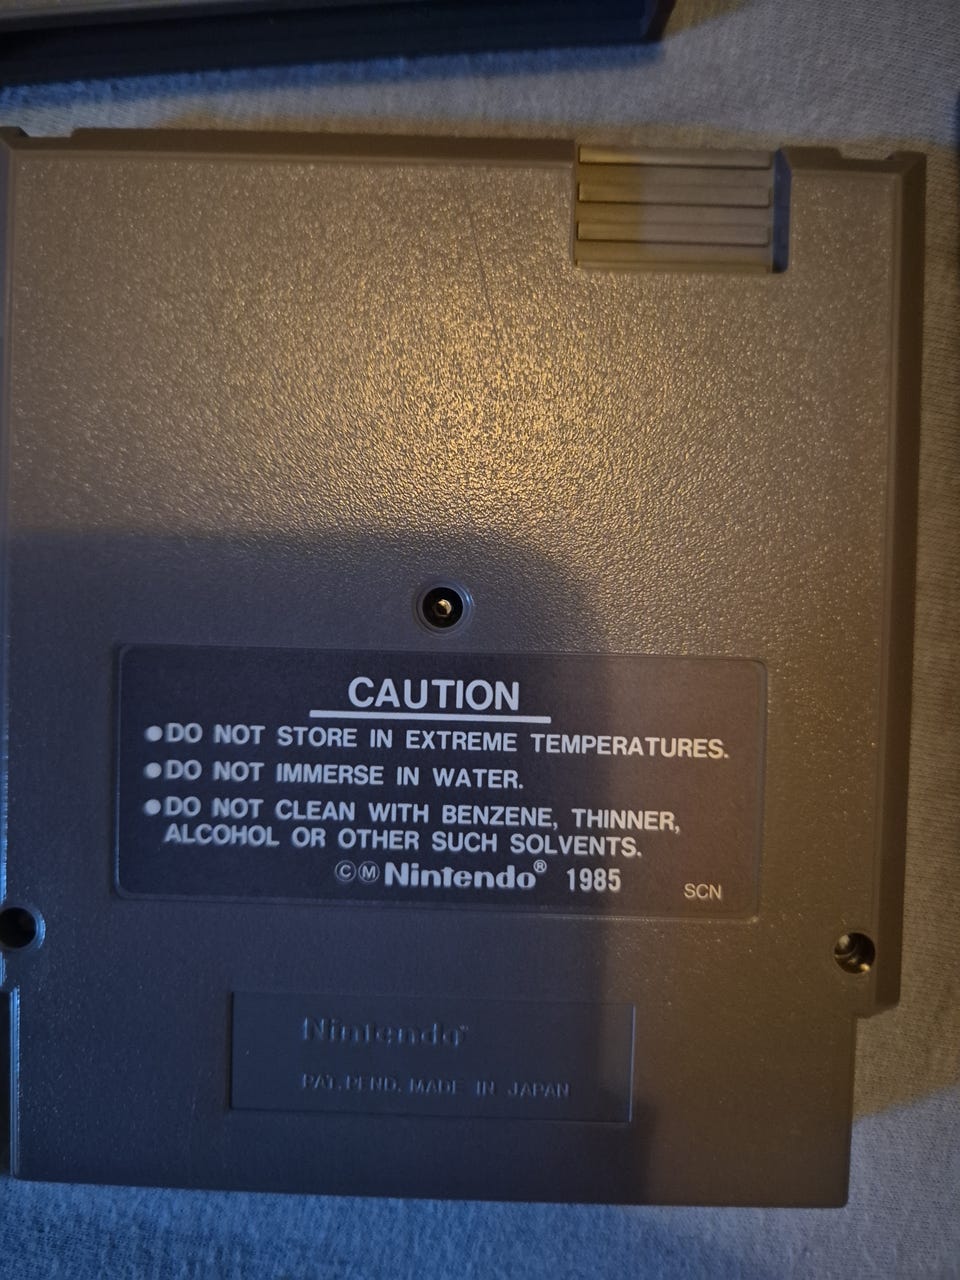 CAUTION
●DO NOT STORE IN EXTREME TEMPERATURES.
●DO NOT IMMERSE IN WATER.
●DO NOT CLEAN WITH BENZENE, THINNER,
ALCOHOL OR OTHER SUCH SOLVENTS.
ⒸⓂNintendo® 1985
SCN
Nintendo®
PAT. PEND. MADE IN JAPAN